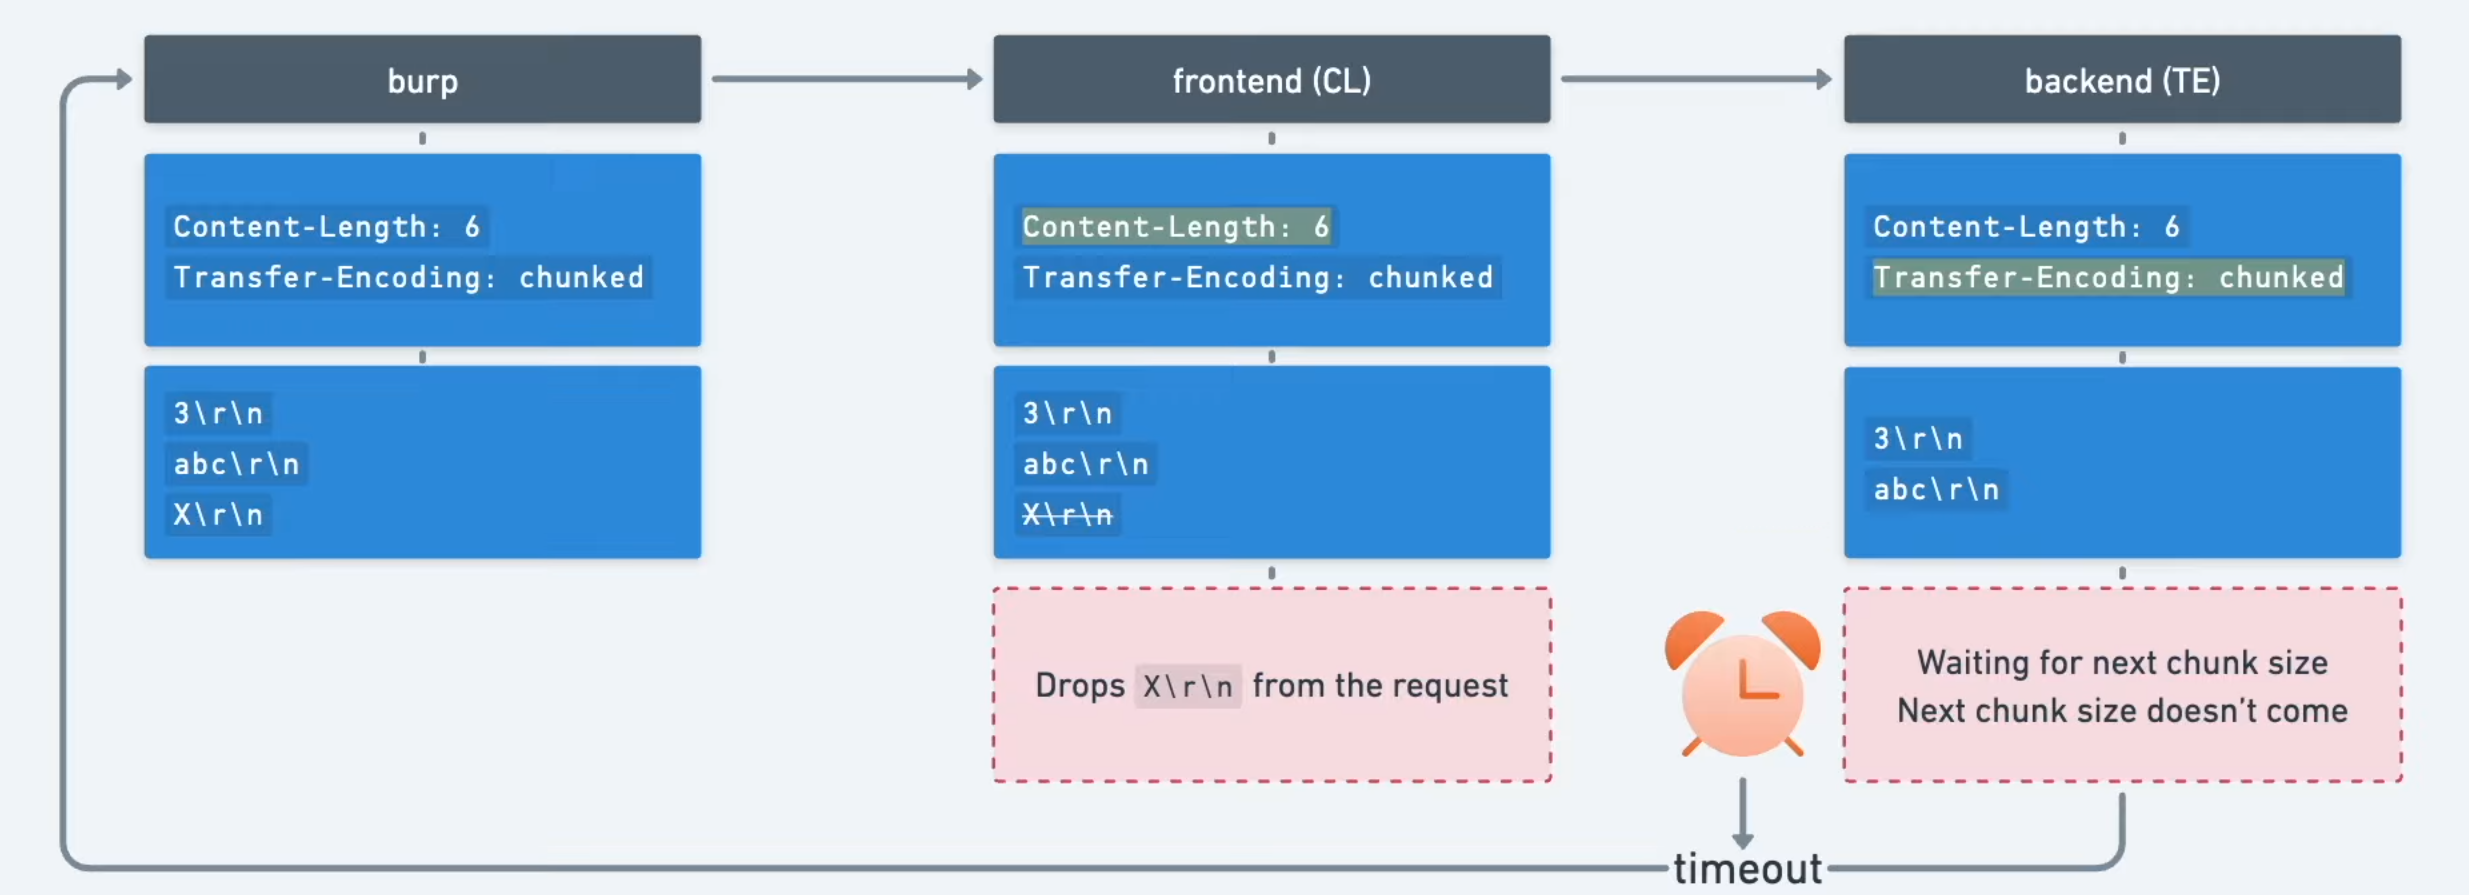 burp
Content-Length: 6
Transfer-Encoding: chunked
3\r\n
abc\r\n
X\r\n
frontend (CL)
Content-Length: 6
Transfer-Encoding: chunked
3\r\n
abc\r\n
X\r\n
Drops X\r\n from the request
backend (TE)
Content-Length: 6
Transfer-Encoding: chunked
3\r\n
abc\r\n
Waiting for next chunk size
Next chunk size doesn't come
timeout